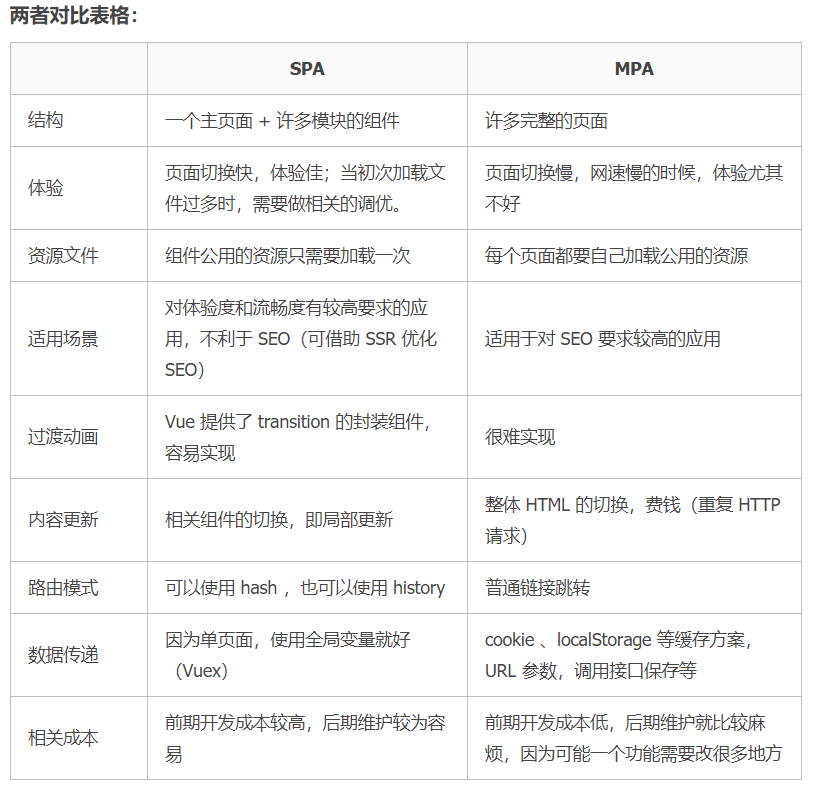 两者对比表格：
SPA
MPA
结构
一个主页面 + 许多模块的组件
许多完整的页面
体验
页面切换快，体验佳；当初次加载文
件过多时，需要做相关的调优。
页面切换慢，网速慢的时候，体验尤其
不好
资源文件
组件公用的资源只需要加载一次
每个页面都要自己加载公用的资源
适用场景
对体验度和流畅度有较高要求的应
用，不利于 SEO（可借助 SSR 优化
SEO）
适用于对 SEO 要求较高的应用
过渡动画
Vue 提供了 transition 的封装组件，
容易实现
很难实现
内容更新
相关组件的切换，即局部更新
整体 HTML 的切换，费钱（重复 HTTP
请求）
路由模式
可以使用 hash ，也可以使用 history
普通链接跳转
数据传递
因为单页面，使用全局变量就好
（Vuex）
cookie 、localStorage 等缓存方案，
URL 参数，调用接口保存等
相关成本
前期开发成本较高，后期维护较为容
易
前期开发成本低，后期维护就比较麻
烦，因为可能一个功能需要改很多地方